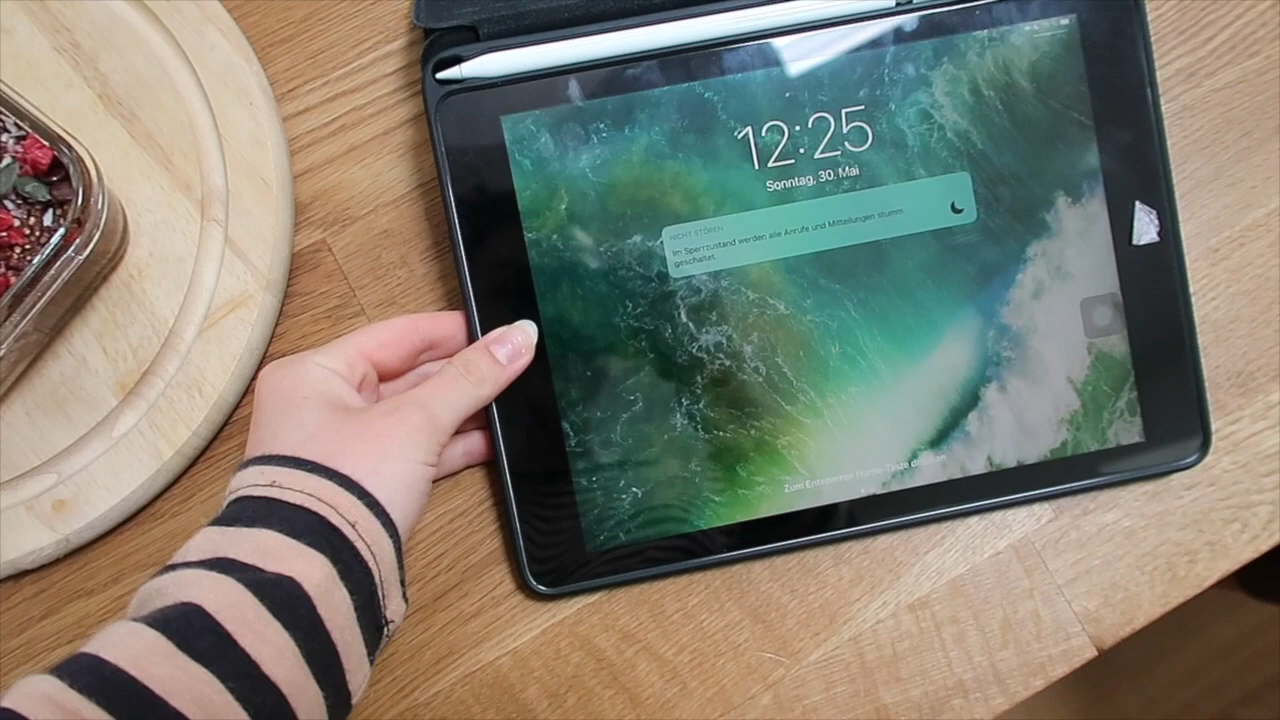 12:25
Sonntag, 30. Mai
NICHT STÖREN
Im Sperrzustand werden alle Anrufe und Mitteilungen stumm
geschaltet.
Zum Entsperren Home-Taste drücken